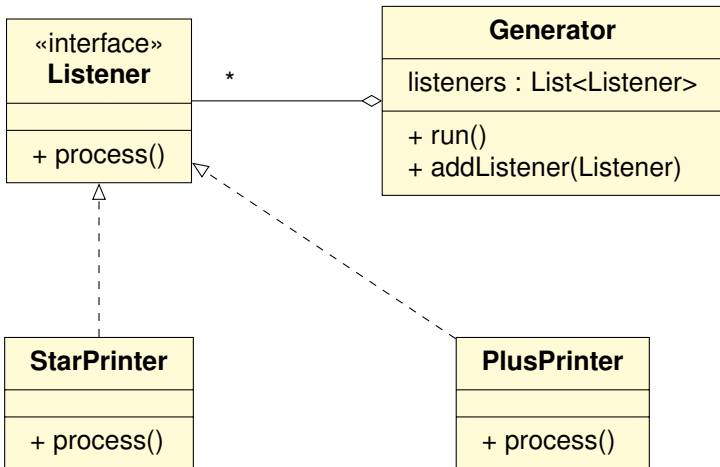 «interface»
Listener
+ process()
*
Generator
listeners : List<Listener>
+ run()
+ addListener(Listener)
StarPrinter
+ process()
PlusPrinter
+ process()